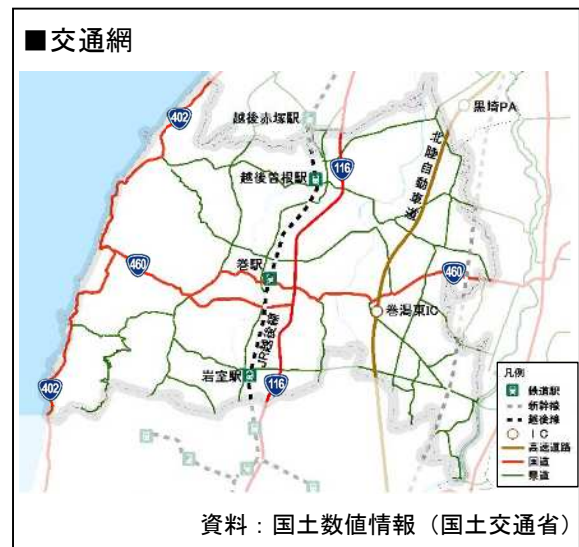 ■交通網
402
越後赤塚駅
黒埼PA
116
北陸自動車道
越後曽根駅
460
巻駅
460
巻潟東IC
JR越後線
岩室駅
116
402
凡例
鉄道駅
新幹線
越後線
IC
高速道路
国道
県道
資料：国土数値情報（国土交通省）